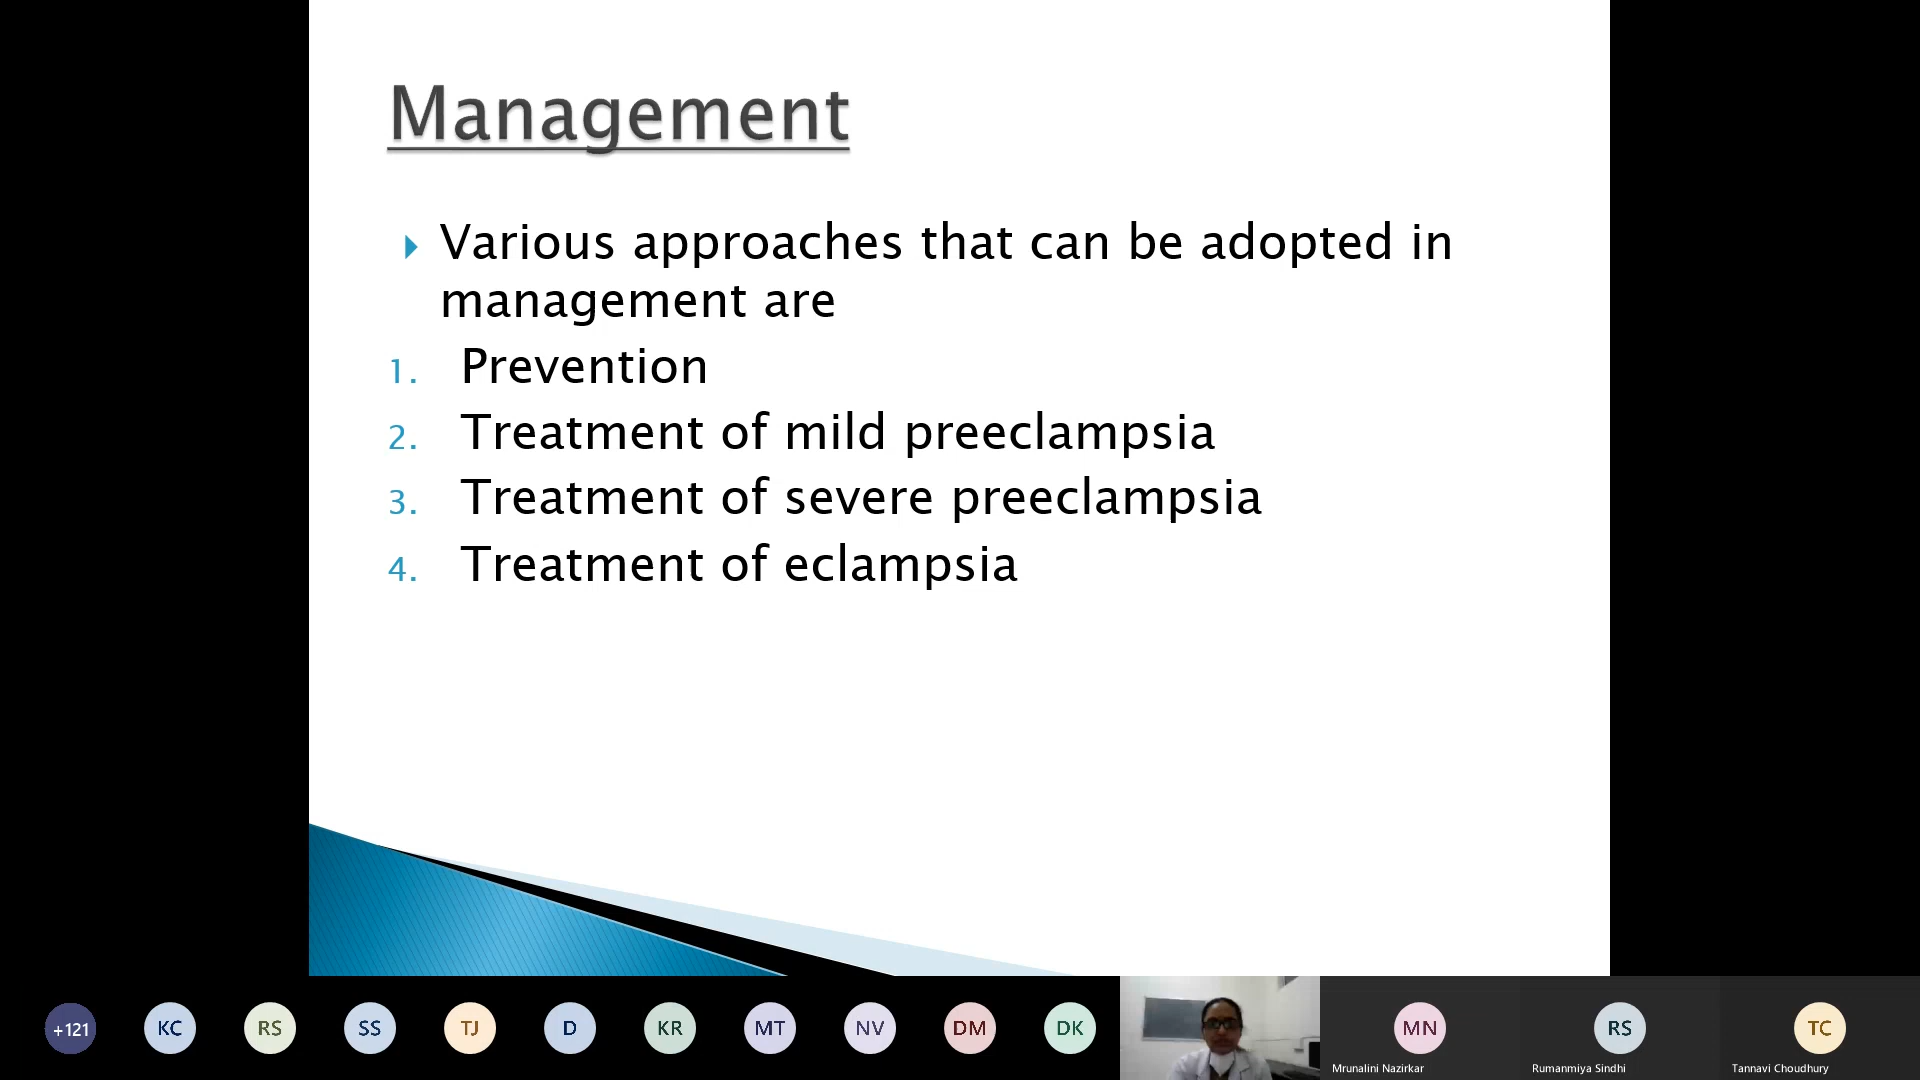 Management
Various approaches that can be adopted in
management are
1. Prevention
2. Treatment of mild preeclampsia
3. Treatment of severe preeclampsia
4. Treatment of eclampsia
+121
KC
RS
SS
TJ
D
KR
MT
NV
DM
DK
MN
RS
TC
Mrunalini Nazirkar
Rumanmiya Sindhi
Tannavi Choudhury